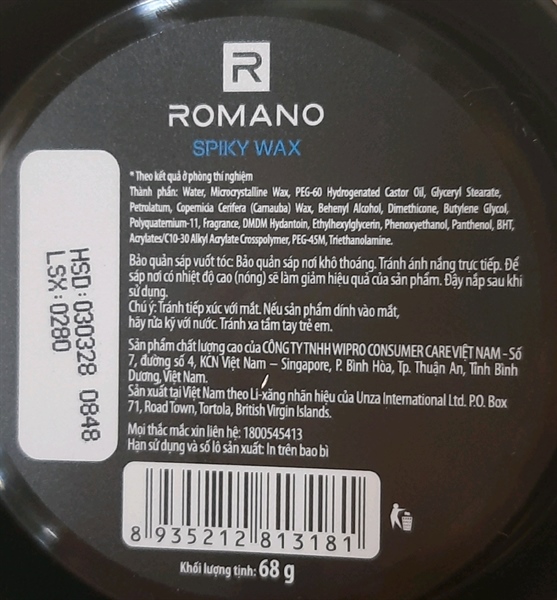 R
ROMANO
SPIKY WAX
* Theo kết quả ở phòng thí nghiệm
Thành phần: Water, Microcrystalline Wax, PEG-60 Hydrogenated Castor Oil, Glyceryl Stearate,
Petrolatum, Copernicia Cerifera (Carnauba) Wax, Behenyl Alcohol, Dimethicone, Butylene Glycol,
Polyquaternium-11, Fragrance, DMDM Hydantoin, Ethylhexylglycerin, Phenoxyethanol, Panthenol, BHT,
Acrylates/C10-30 Alkyl Acrylate Crosspolymer, PEG-45M, Triethanolamine.
Bảo quản sáp vuốt tóc: Bảo quản sáp nơi khô thoáng. Tránh ánh nắng trực tiếp. Để
sáp nơi có nhiệt độ cao (nóng) sẽ làm giảm hiệu quả của sản phẩm. Đậy nắp sau khi
sử dụng.
Chú ý: Tránh tiếp xúc với mắt. Nếu sản phẩm dính vào mắt,
hãy rửa kỹ với nước. Tránh xa tầm tay trẻ em.
Sản phẩm chất lượng cao của CÔNG TY TNHH WIPRO CONSUMER CARE VIỆT NAM - Số
7, đường số 4, KCN Việt Nam – Singapore, P. Bình Hòa, Tp. Thuận An, Tỉnh Bình
Dương, Việt Nam.
Sản xuất tại Việt Nam theo Li-xăng nhãn hiệu của Unza International Ltd. P.O. Box
71, Road Town, Tortola, British Virgin Islands.
Mọi thắc mắc xin liên hệ: 1800545413
Hạn sử dụng và số lô sản xuất: In trên bao bì
HSD: 030328 0848
LSX: 0280
8 935212 813181
Khối lượng tịnh: 68 g